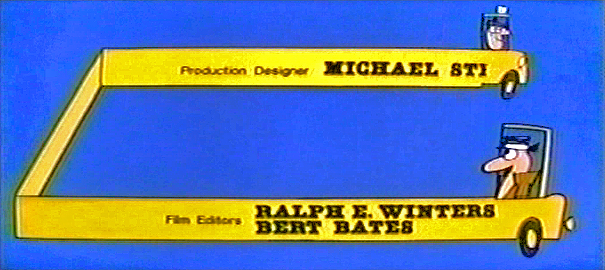 Production Designer MICHAEL STI
Film Editors RALPH E. WINTERS
BERT BATES